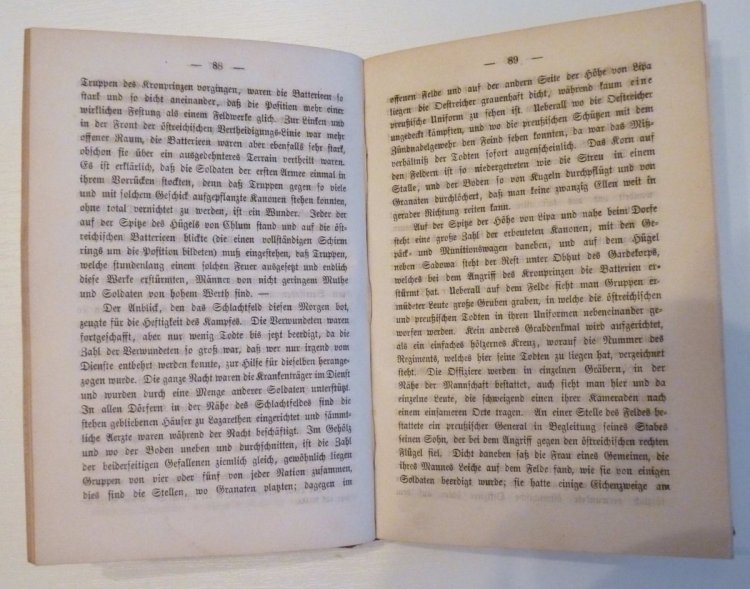 — 88 —
Truppen des Kronprinzen vorgingen, waren die Batterieen so
stark und so dicht aneinander, daß die Position mehr einer
wirklichen Festung als einem Feldwerke glich. Zur Linken und
in der Front der östreichischen Vertheidigungs-Linie war mehr
offener Raum, die Batterieen waren aber ebenfalls sehr stark,
obschon sie über ein ausgedehnteres Terrain vertheilt waren.
Es ist erklärlich, daß die Soldaten der ersten Armee einmal in
ihrem Vorrücken stockten, denn daß Truppen gegen so viele
und mit solchem Geschick aufgepflanzte Kanonen stehen konnten,
ohne total vernichtet zu werden, ist ein Wunder. Jeder der
auf der Spitze des Hügels von Chlum stand und auf die öst-
reichischen Batterieen blickte (die einen vollständigen Schirm
rings um die Position bildeten) muß eingestehen, daß Truppen,
welche stundenlang einem solchen Feuer ausgesetzt und endlich
diese Werke erstürmten, Männer von nicht geringem Muthe
und Soldaten von hohem Werth sind. —
Der Anblick, den das Schlachtfeld diesen Morgen bot,
zeugte für die Heftigkeit des Kampfes. Die Verwundeten waren
fortgeschafft, aber nur wenig Todte bis jetzt beerdigt, da die
Zahl der Verwundeten so groß war, daß wer nur irgend vom
Dienste entbehrt werden konnte, zur Hilfe für dieselben heran-
gezogen wurde. Die ganze Nacht waren die Krankenträger im Dienst
und wurden durch eine Menge anderer Soldaten unterstützt.
In allen Dörfern in der Nähe des Schlachtfeldes sind die
stehen gebliebenen Häuser zu Lazarethen eingerichtet und sämmt-
liche Aerzte waren während der Nacht beschäftigt. Im Gehölz
und wo der Boden uneben und durchschnitten, ist die Zahl
der beiderseitigen Gefallenen ziemlich gleich, gewöhnlich liegen
Gruppen von vier oder fünf von jeder Nation zusammen,
dies sind die Stellen, wo Granaten platzten; dagegen im
— 89 —
offenen Felde und auf der andern Seite der Höhe von Lipa
liegen die Oestreicher grauenhaft dicht, während kaum eine
preußische Uniform zu sehen ist. Ueberall wo die Oestreicher
ungedeckt kämpften, und wo die preußischen Schützen mit dem
Zündnadelgewehr den Feind sehen konnten, da war das Miß-
verhältniß der Todten sofort augenscheinlich. Das Korn auf
den Feldern ist so niedergetreten wie die Streu in einem
Stalle, und der Boden so von Kugeln durchpflügt und von
Granaten durchlöchert, daß man keine zwanzig Ellen weit in
gerader Richtung reiten kann.
Auf der Spitze der Höhe von Lipa und nahe beim Dorfe
steht eine große Zahl der erbeuteten Kanonen, mit den Ge-
päck- und Munitionswagen daneben, und auf dem Hügel
neben Sadowa steht der Rest unter Obhut des Gardekorps,
welches bei dem Angriff des Kronprinzen die Batterien er-
stürmt hat. Ueberall auf dem Felde sieht man Gruppen er-
müdeter Leute große Gruben graben, in welche die östreichischen
und preußischen Todten in ihren Uniformen nebeneinander ge-
worfen werden. Kein anderes Grabdenkmal wird aufgerichtet,
als ein einfaches hölzernes Kreuz, worauf die Nummer des
Regiments, welches hier seine Todten zu liegen hat, verzeichnet
steht. Die Offiziere werden in einzelnen Gräbern, in der
Nähe der Mannschaft bestattet, auch sieht man hier und da
einzelne Leute, die schweigend einen ihrer Kameraden nach
einem einsameren Orte tragen. An einer Stelle des Feldes be-
stattete ein preußischer General in Begleitung seines Stabes
seinen Sohn, der bei dem Angriff gegen den östreichischen rechten
Flügel fiel. Dicht daneben saß die Frau eines Gemeinen, die
ihres Mannes Leiche auf dem Felde fand, wie sie von einigen
Soldaten beerdigt wurde; sie hatte einige Eichenzweige am